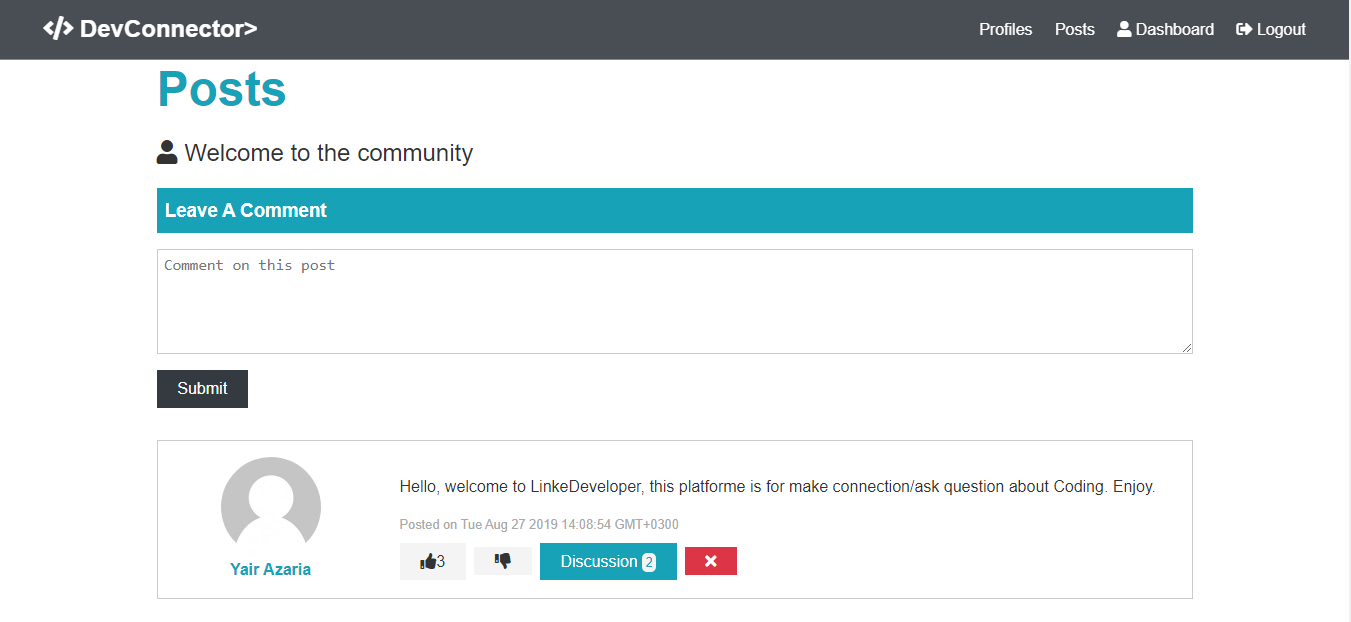 </> DevConnector>
Profiles Posts Dashboard Logout
Posts
Welcome to the community
Leave A Comment
Comment on this post
Submit
Hello, welcome to LinkeDeveloper, this platforme is for make connection/ask question about Coding. Enjoy.
Posted on Tue Aug 27 2019 14:08:54 GMT+0300
3
Discussion 2
Yair Azaria